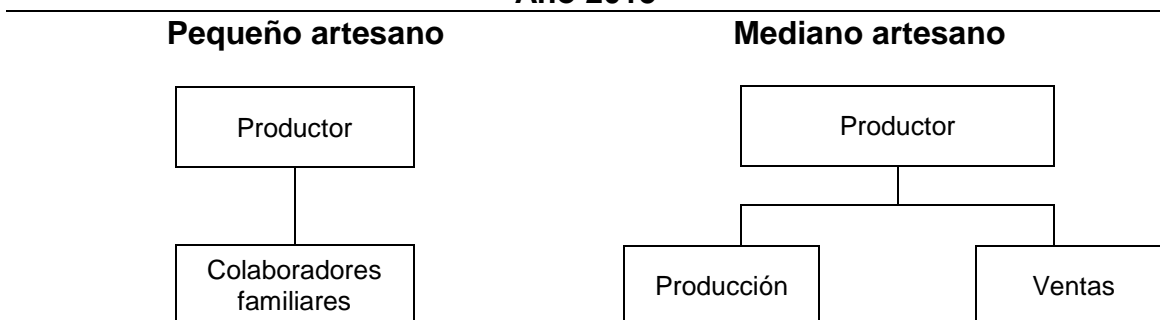 Pequeño artesano
Mediano artesano
Productor
Productor
Colaboradores
familiares
Producción
Ventas